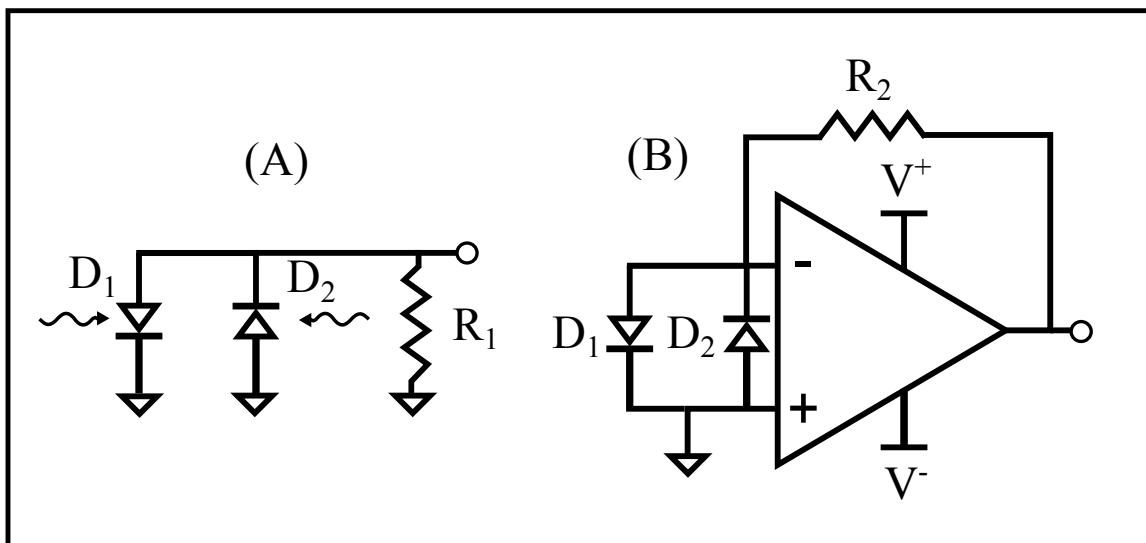 (A)
D₁
D₂
R₁
(B)
R₂
V⁺
-
D₁
D₂
+
V⁻